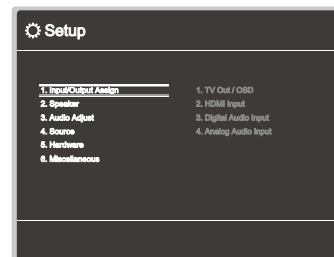 Setup
1. Input/Output Assign
2. Speaker
3. Audio Adjust
4. Source
5. Hardware
6. Miscellaneous
1. TV Out / OSD
2. HDMI Input
3. Digital Audio Input
4. Analog Audio Input